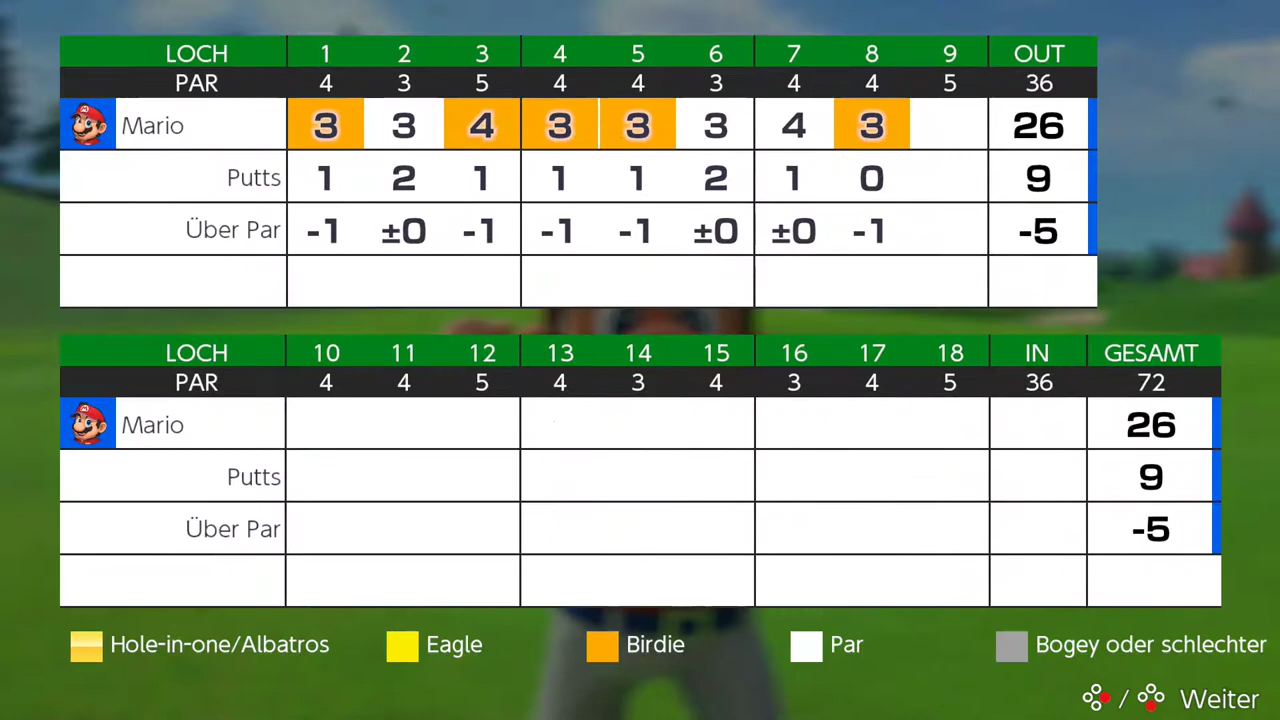 LOCH 1 2 3 4 5 6 7 8 9 OUT
PAR 4 3 5 4 4 3 4 4 5 36
Mario 3 3 4 3 3 3 4 3 26
Putts 1 2 1 1 1 2 1 0 9
Über Par -1 ±0 -1 -1 -1 ±0 ±0 -1 -5
LOCH 10 11 12 13 14 15 16 17 18 IN GESAMT
PAR 4 4 5 4 3 4 3 4 5 36 72
Mario 26
Putts 9
Über Par -5
Hole-in-one/Albatros Eagle Birdie Par Bogey oder schlechter
/ Weiter